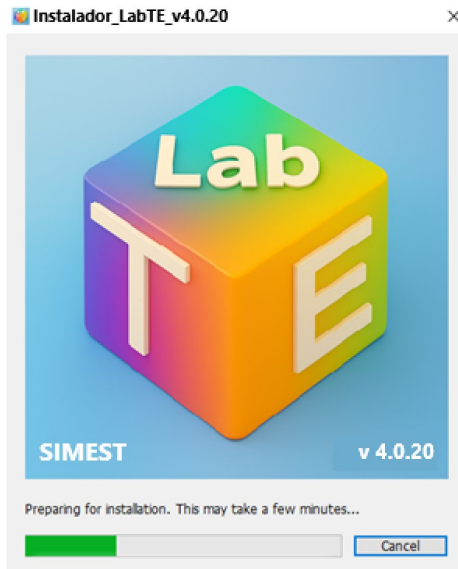 Instalador_LabTE_v4.0.20
Lab
T E
SIMEST v 4.0.20
Preparing for installation. This may take a few minutes...
Cancel